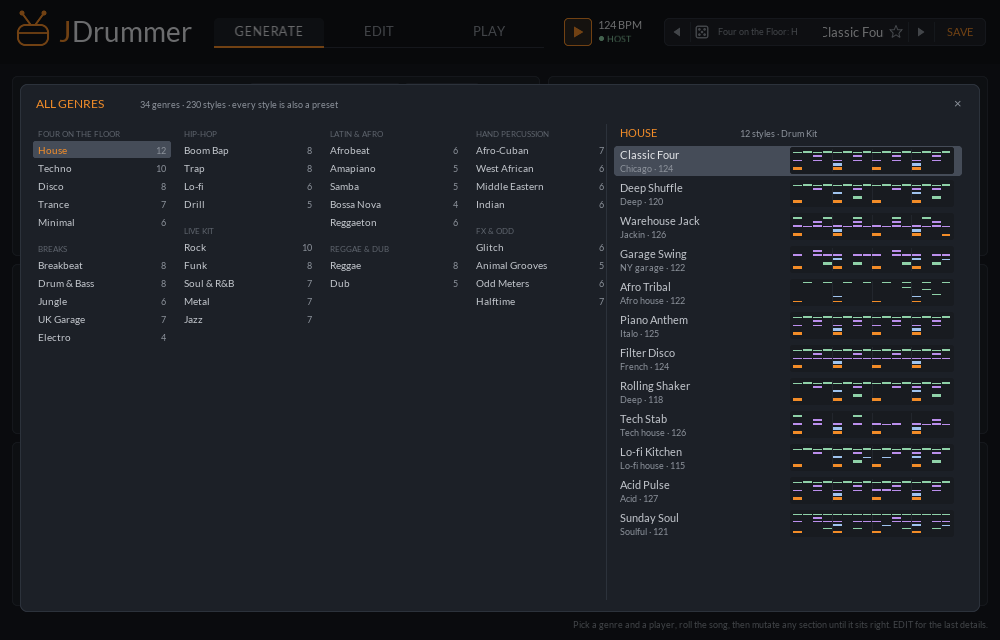 JDrummer
GENERATE
EDIT
PLAY
124 BPM
HOST
Four on the Floor: H
Classic Fou
SAVE
ALL GENRES
34 genres · 230 styles · every style is also a preset
×
FOUR ON THE FLOOR
House 12
Techno 10
Disco 8
Trance 7
Minimal 6
BREAKS
Breakbeat 8
Drum & Bass 8
Jungle 6
UK Garage 7
Electro 4
HIP-HOP
Boom Bap 8
Trap 8
Lo-fi 6
Drill 5
LIVE KIT
Rock 10
Funk 8
Soul & R&B 7
Metal 7
Jazz 7
LATIN & AFRO
Afrobeat 6
Amapiano 5
Samba 5
Bossa Nova 4
Reggaeton 6
REGGAE & DUB
Reggae 8
Dub 5
HAND PERCUSSION
Afro-Cuban 7
West African 6
Middle Eastern 6
Indian 6
FX & ODD
Glitch 6
Animal Grooves 5
Odd Meters 6
Halftime 7
HOUSE
12 styles · Drum Kit
Classic Four
Chicago · 124
Deep Shuffle
Deep · 120
Warehouse Jack
Jackin · 126
Garage Swing
NY garage · 122
Afro Tribal
Afro house · 122
Piano Anthem
Italo · 125
Filter Disco
French · 124
Rolling Shaker
Deep · 118
Tech Stab
Tech house · 126
Lo-fi Kitchen
Lo-fi house · 115
Acid Pulse
Acid · 127
Sunday Soul
Soulful · 121
Pick a genre and a player, roll the song, then mutate any section until it sits right. EDIT for the last details.